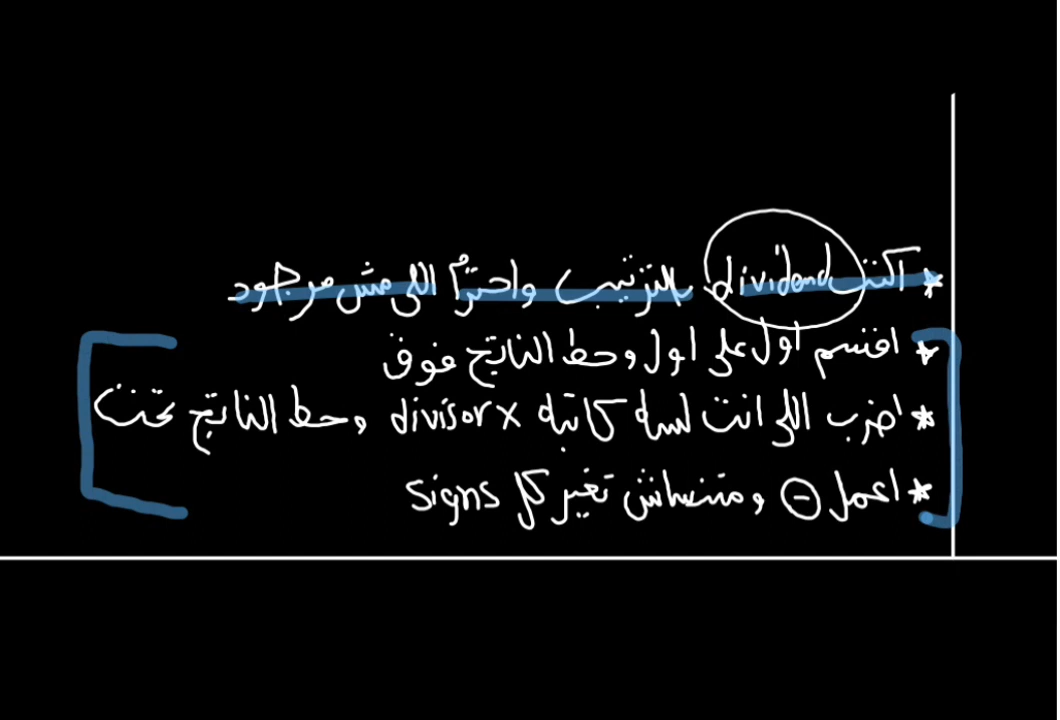 * اكتب dividend بالترتيب واحترم اللي مش موجود
* اقسم اول على اول وحط الناتج فوق
* اضرب اللي انت لسه كاتبه × divisor وحط الناتج تحت
* اعمل ⊖ ومتنساش تغير كل signs